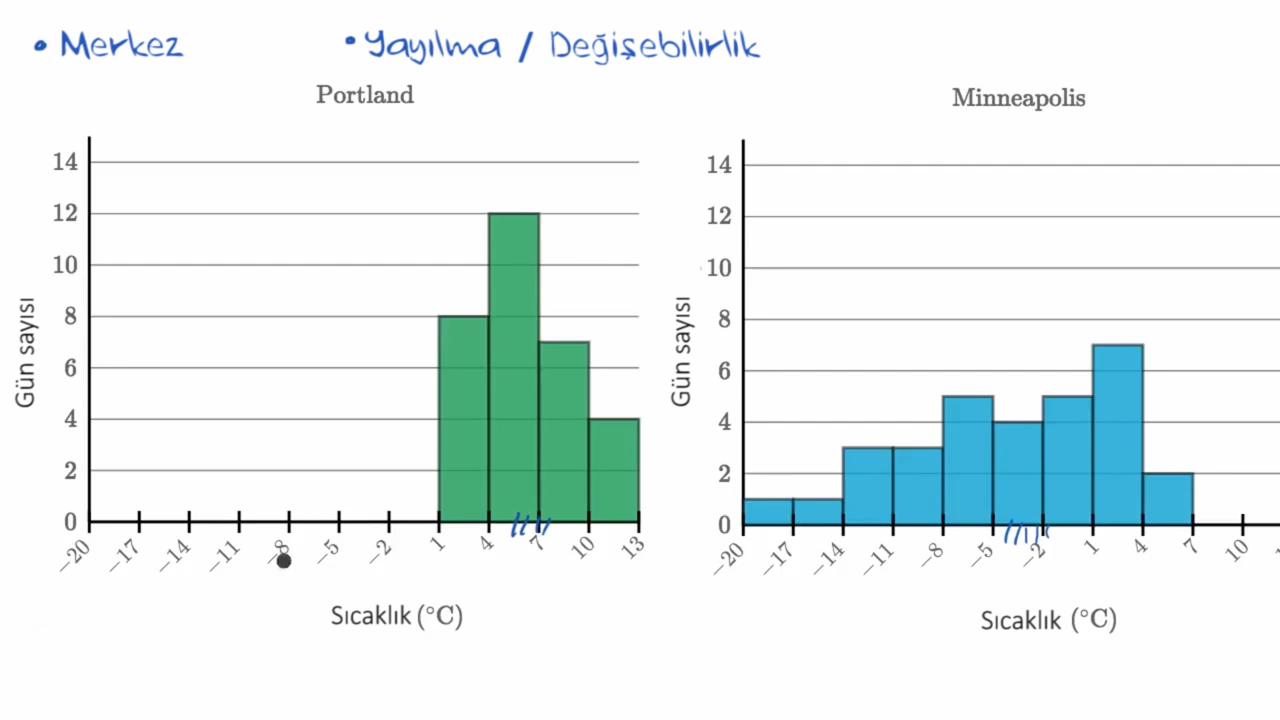 • Merkez • Yayılma / Değişebilirlik
Portland
14
12
10
8
6
4
2
0
Gün sayısı
-20 -17 -14 -11 -8 -5 -2 1 4 7 10 13
Sıcaklık (°C)
Minneapolis
14
12
10
8
6
4
2
0
Gün sayısı
-20 -17 -14 -11 -8 -5 -2 1 4 7 10
Sıcaklık (°C)